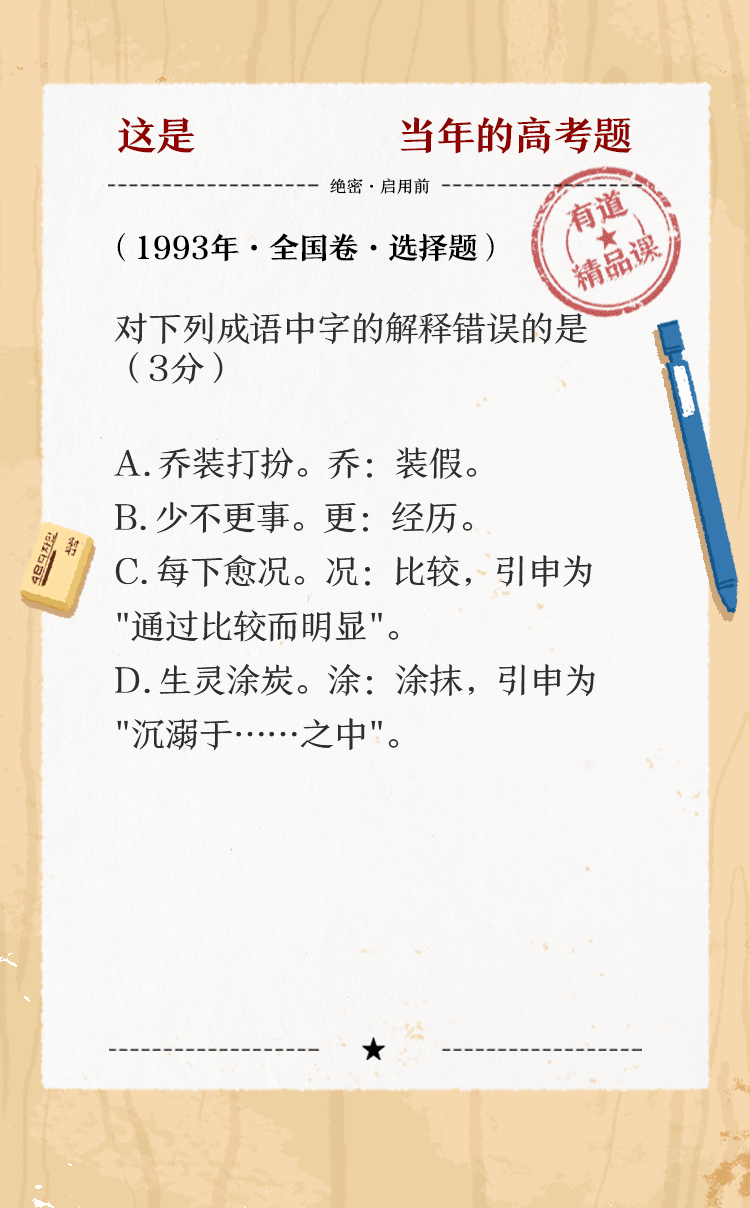 这是 当年的高考题
绝密·启用前
有道
精品课
（1993年·全国卷·选择题）
对下列成语中字的解释错误的是
（3分）
A.乔装打扮。乔：装假。
B.少不更事。更：经历。
C.每下愈况。况：比较，引申为
"通过比较而明显"。
D.生灵涂炭。涂：涂抹，引申为
"沉溺于……之中"。